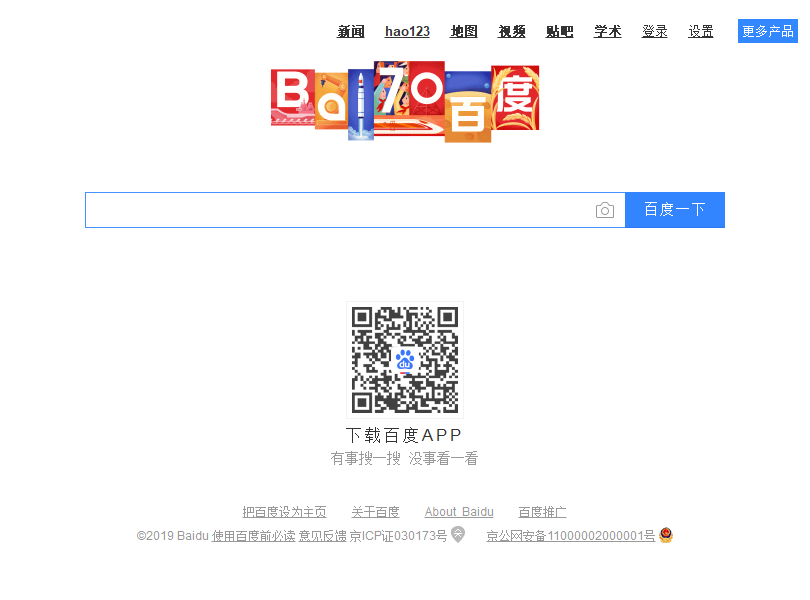 新闻 hao123 地图 视频 贴吧 学术 登录 设置 更多产品
Ba70百度
百度一下
du
下载百度APP
有事搜一搜 没事看一看
把百度设为主页 关于百度 About Baidu 百度推广
©2019 Baidu 使用百度前必读 意见反馈 京ICP证030173号 京公网安备11000002000001号